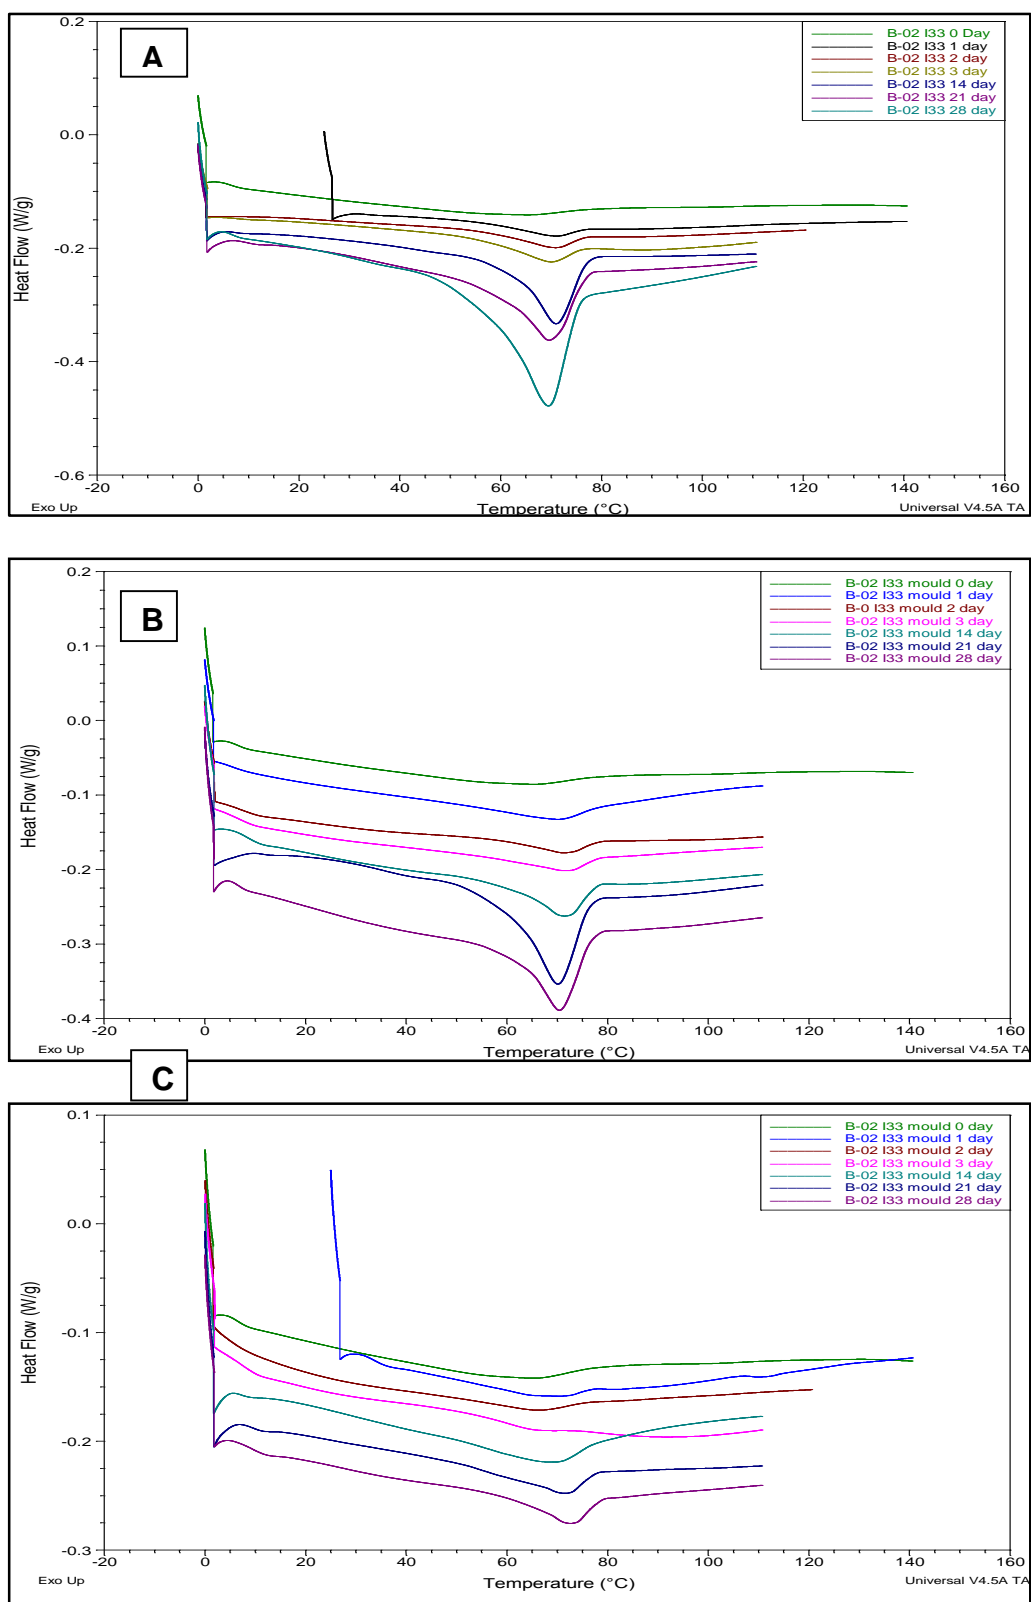 A
0.2
0.0
-0.2
-0.4
-0.6
Heat Flow (W/g)
B-02 I33 0 Day
B-02 I33 1 day
B-02 I33 2 day
B-02 I33 3 day
B-02 I33 14 day
B-02 I33 21 day
B-02 I33 28 day
-20 0 20 40 60 80 100 120 140 160
Exo Up Temperature (°C) Universal V4.5A TA
B
0.2
0.1
0.0
-0.1
-0.2
-0.3
-0.4
Heat Flow (W/g)
B-02 I33 mould 0 day
B-02 I33 mould 1 day
B-0 I33 mould 2 day
B-02 I33 mould 3 day
B-02 I33 mould 14 day
B-02 I33 mould 21 day
B-02 I33 mould 28 day
-20 0 20 40 60 80 100 120 140 160
Exo Up Temperature (°C) Universal V4.5A TA
C
0.1
0.0
-0.1
-0.2
-0.3
Heat Flow (W/g)
B-02 I33 mould 0 day
B-02 I33 mould 1 day
B-02 I33 mould 2 day
B-02 I33 mould 3 day
B-02 I33 mould 14 day
B-02 I33 mould 21 day
B-02 I33 mould 28 day
-20 0 20 40 60 80 100 120 140 160
Exo Up Temperature (°C) Universal V4.5A TA